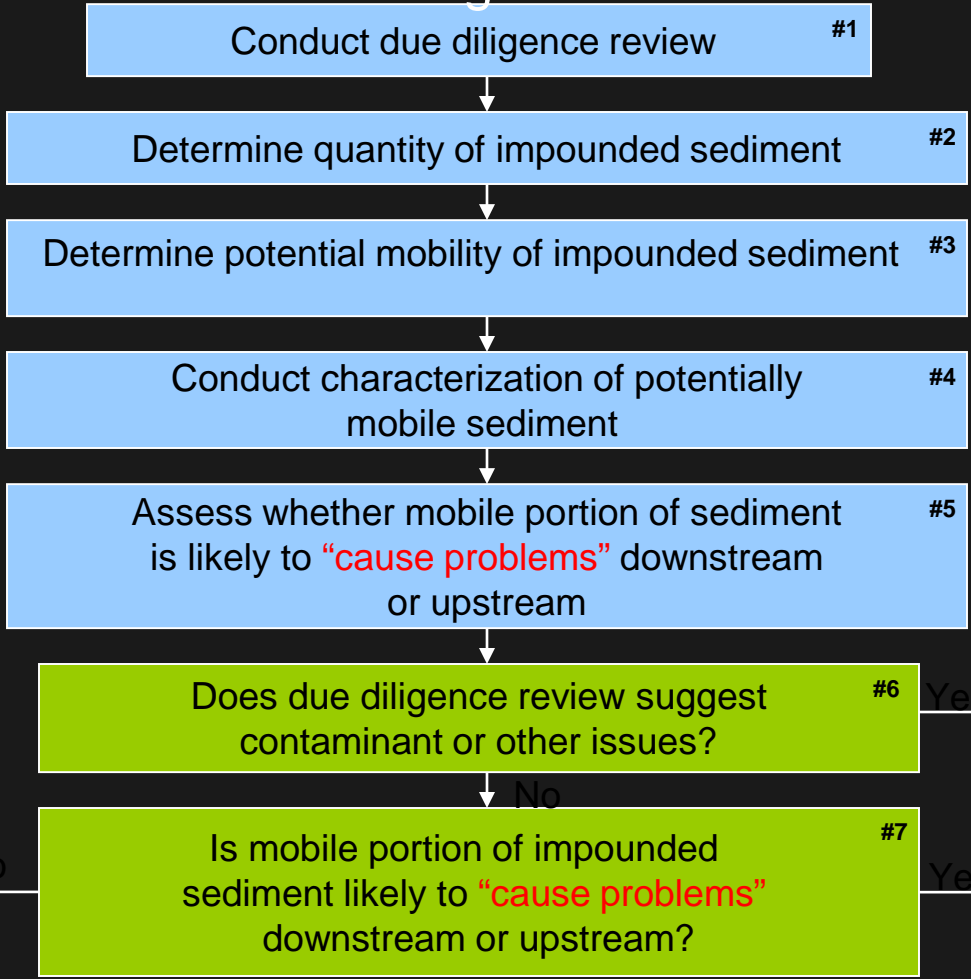 Conduct due diligence review #1
Determine quantity of impounded sediment #2
Determine potential mobility of impounded sediment #3
Conduct characterization of potentially #4
mobile sediment
Assess whether mobile portion of sediment #5
is likely to “cause problems” downstream
or upstream
Does due diligence review suggest #6
contaminant or other issues?
No
Is mobile portion of impounded #7
sediment likely to “cause problems”
downstream or upstream?